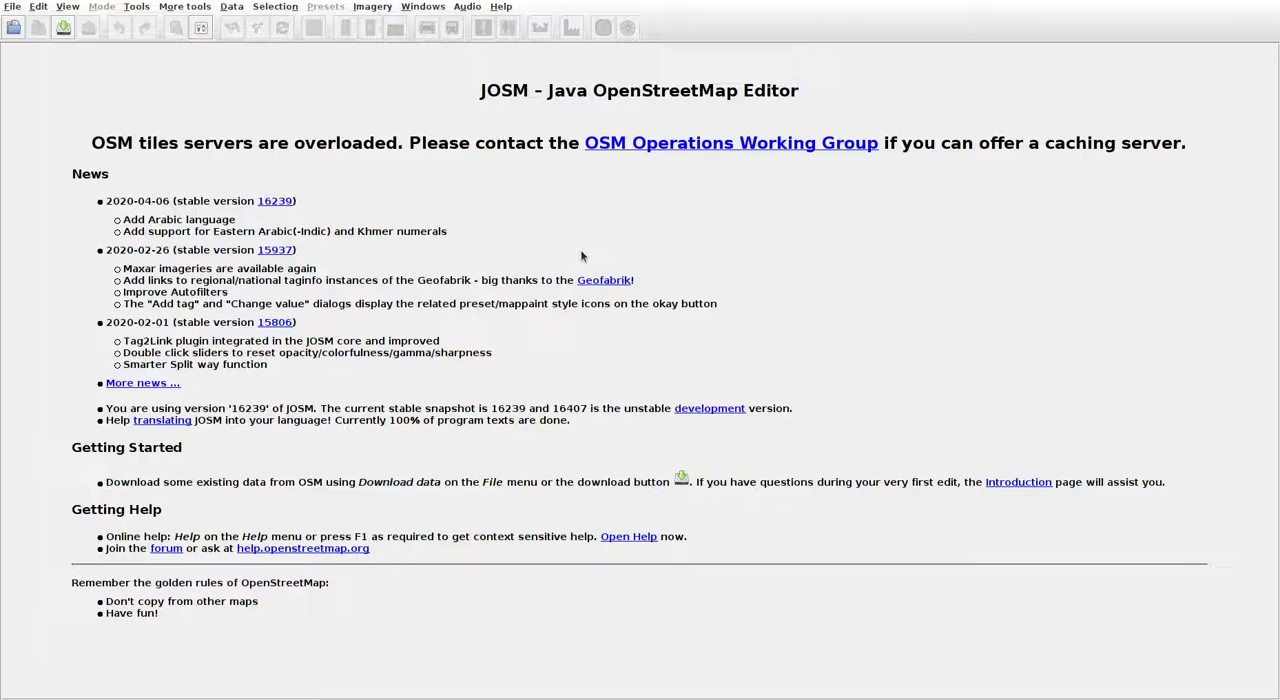 File Edit View Mode Tools More tools Data Selection Presets Imagery Windows Audio Help
JOSM – Java OpenStreetMap Editor
OSM tiles servers are overloaded. Please contact the OSM Operations Working Group if you can offer a caching server.
News
2020-04-06 (stable version 16239)
Add Arabic language
Add support for Eastern Arabic(-Indic) and Khmer numerals
2020-02-26 (stable version 15937)
Maxar imageries are available again
Add links to regional/national taginfo instances of the Geofabrik - big thanks to the Geofabrik!
Improve Autofilters
The "Add tag" and "Change value" dialogs display the related preset/mappaint style icons on the okay button
2020-02-01 (stable version 15806)
Tag2Link plugin integrated in the JOSM core and improved
Double click sliders to reset opacity/colorfulness/gamma/sharpness
Smarter Split way function
More news ...
You are using version '16239' of JOSM. The current stable snapshot is 16239 and 16407 is the unstable development version.
Help translating JOSM into your language! Currently 100% of program texts are done.
Getting Started
Download some existing data from OSM using Download data on the File menu or the download button . If you have questions during your very first edit, the Introduction page will assist you.
Getting Help
Online help: Help on the Help menu or press F1 as required to get context sensitive help. Open Help now.
Join the forum or ask at help.openstreetmap.org
Remember the golden rules of OpenStreetMap:
Don't copy from other maps
Have fun!